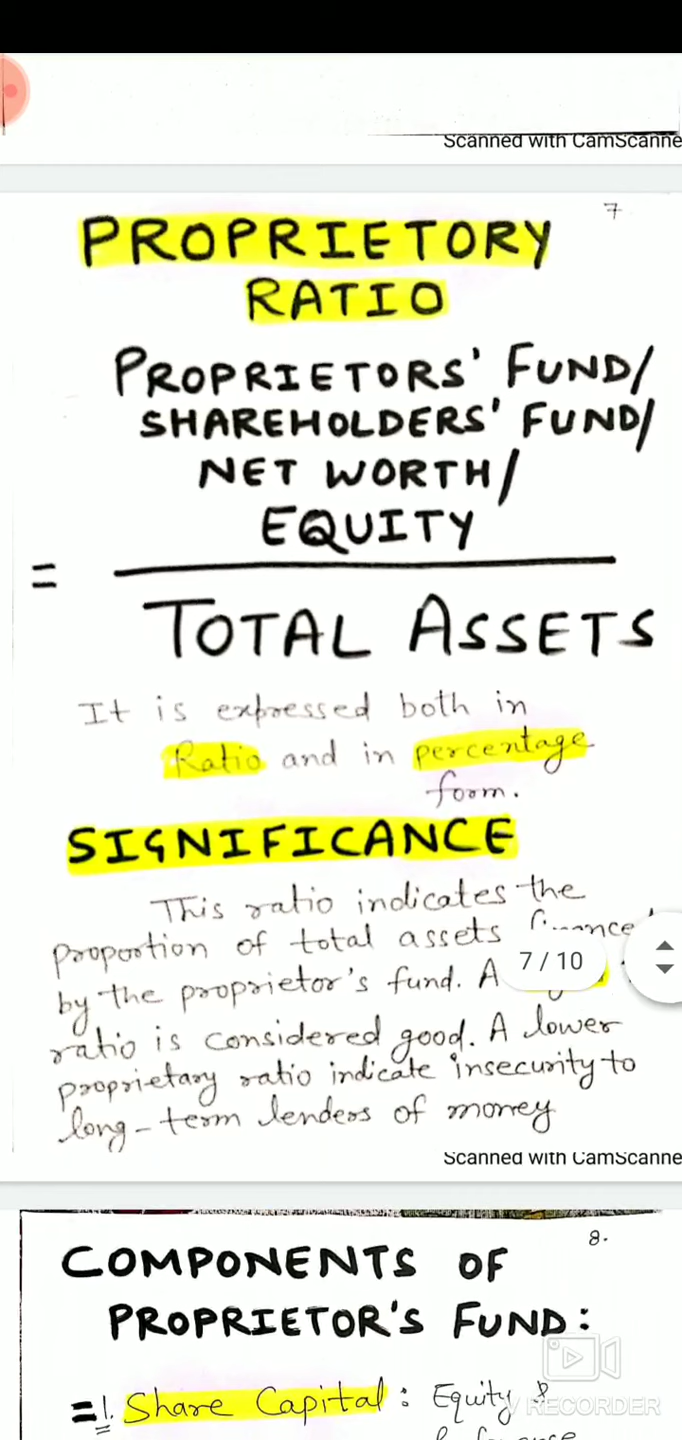 Scanned with CamScanne
7
PROPRIETORY
RATIO
PROPRIETORS' FUND/
SHAREHOLDERS' FUND/
NET WORTH/
EQUITY
=
TOTAL ASSETS
It is expressed both in
Ratio and in percentage
form.
SIGNIFICANCE
This ratio indicates the
proportion of total assets
by the proprietor's fund. A
7 / 10
ratio is considered good. A lower
proprietary ratio indicate insecurity to
long-term lenders of money
Scanned with CamScanne
8.
COMPONENTS OF
PROPRIETOR'S FUND:
=1. Share Capital: Equity &
V RECORDER